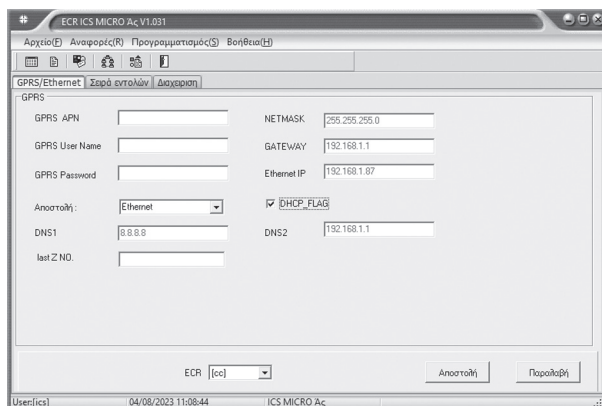 ECR ICS MICRO Άς V1.031
Αρχείο(F) Αναφορές(R) Προγραμματισμός(S) Βοήθεια(H)
GPRS/Ethernet Σειρά εντολών Διαχειριση
GPRS
GPRS APN
NETMASK 255.255.255.0
GPRS User Name
GATEWAY 192.168.1.1
GPRS Password
Ethernet IP 192.168.1.87
Αποστολή : Ethernet
DHCP_FLAG
DNS1 8.8.8.8
DNS2 192.168.1.1
last Z NO.
ECR [cc]
Αποστολή
Παραλαβή
User:[ics] 04/08/2023 11:08:44 ICS MICRO Άς